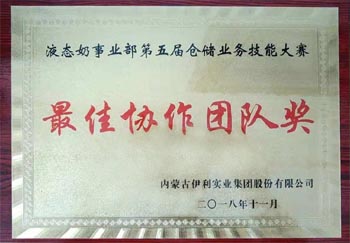 液态奶事业部第五届仓储业务技能大赛
最佳协作团队奖
内蒙古伊利实业集团股份有限公司
二〇一八年十一月